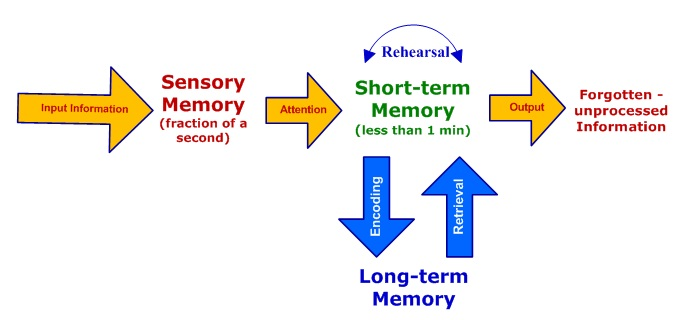 Rehearsal
Input Information
Sensory
Memory
(fraction of a
second)
Attention
Short-term
Memory
(less than 1 min)
Output
Forgotten -
unprocessed
Information
Encoding
Retrieval
Long-term
Memory